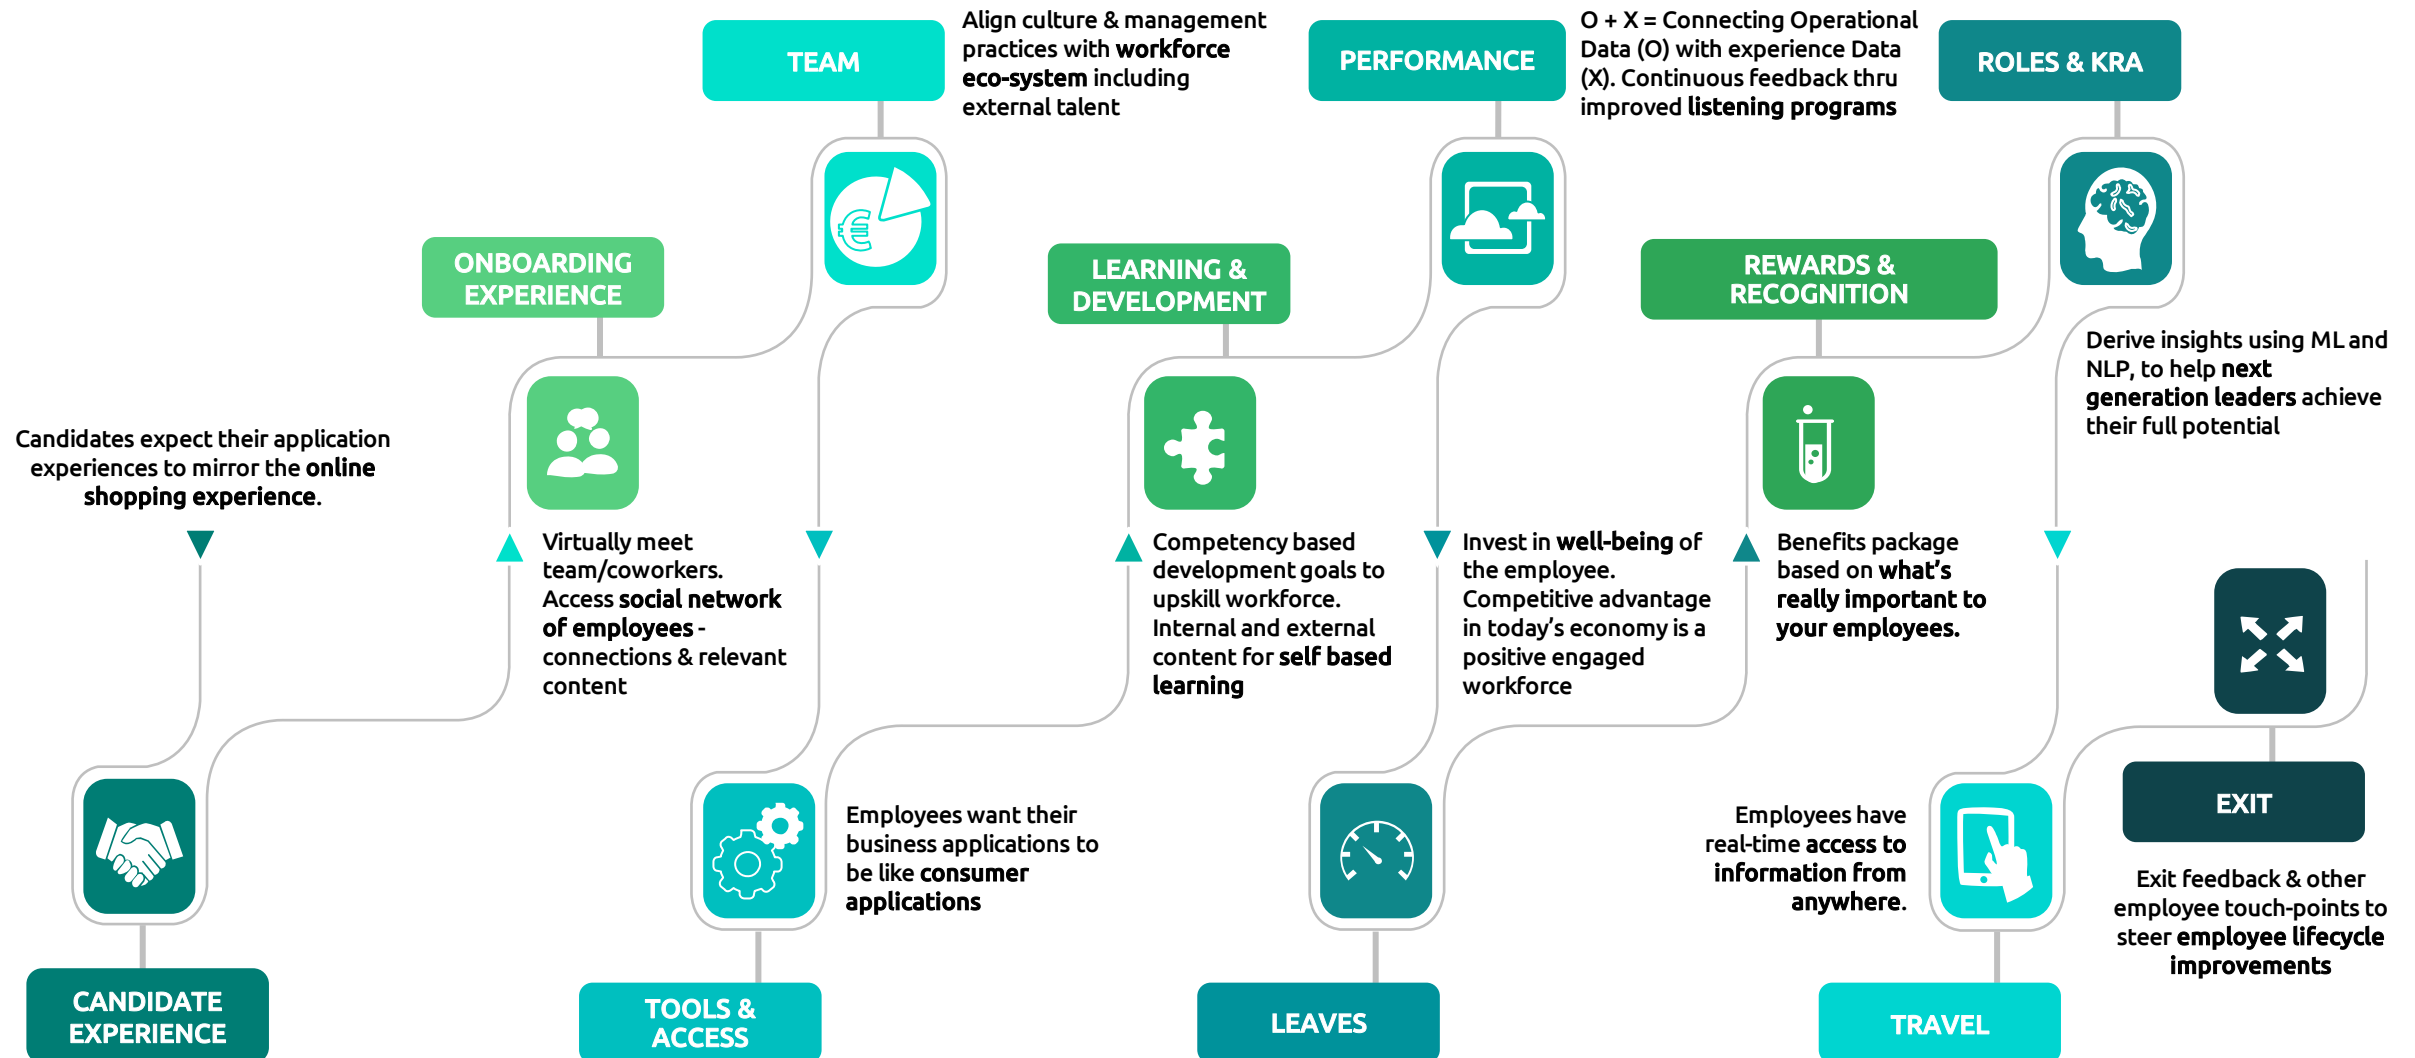 CANDIDATE
EXPERIENCE
Candidates expect their application
experiences to mirror the online
shopping experience.
ONBOARDING
EXPERIENCE
Virtually meet
team/coworkers.
Access social network
of employees -
connections & relevant
content
TEAM
Align culture & management
practices with workforce
eco-system including
external talent
€
TOOLS &
ACCESS
Employees want their
business applications to
be like consumer
applications
LEARNING &
DEVELOPMENT
Competency based
development goals to
upskill workforce.
Internal and external
content for self based
learning
PERFORMANCE
O + X = Connecting Operational
Data (O) with experience Data
(X). Continuous feedback thru
improved listening programs
LEAVES
Invest in well-being of
the employee.
Competitive advantage
in today's economy is a
positive engaged
workforce
REWARDS &
RECOGNITION
Benefits package
based on what's
really important to
your employees.
ROLES & KRA
Derive insights using ML and
NLP, to help next
generation leaders achieve
their full potential
TRAVEL
Employees have
real-time access to
information from
anywhere.
EXIT
Exit feedback & other
employee touch-points to
steer employee lifecycle
improvements